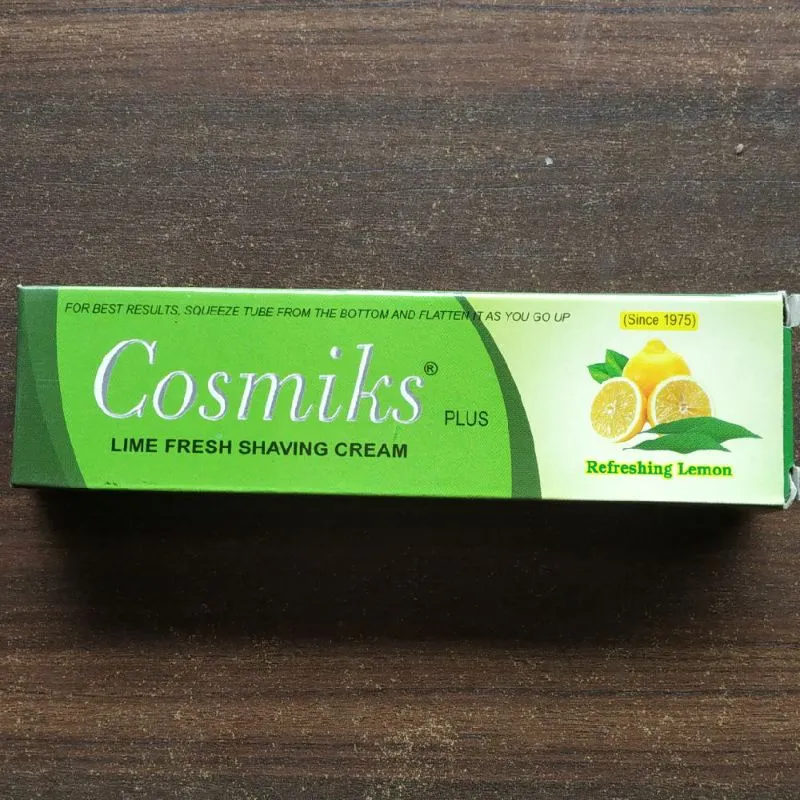 FOR BEST RESULTS, SQUEEZE TUBE FROM THE BOTTOM AND FLATTEN IT AS YOU GO UP
(Since 1975)
Cosmiks® PLUS
LIME FRESH SHAVING CREAM
Refreshing Lemon